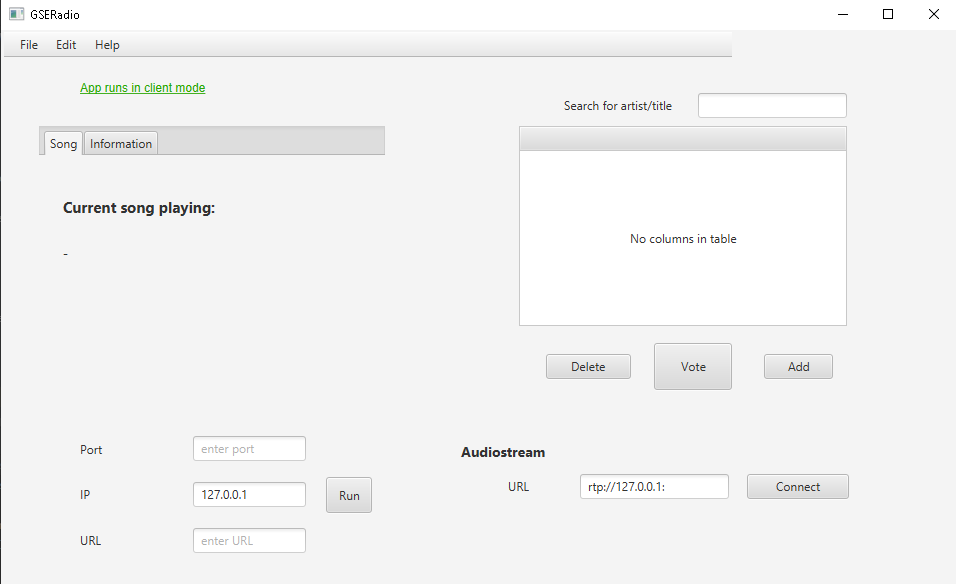 GSERadio
File Edit Help
App runs in client mode
Search for artist/title
Song Information
Current song playing:
-
No columns in table
Delete Vote Add
Port enter port
IP 127.0.0.1 Run
URL enter URL
Audiostream
URL rtp://127.0.0.1: Connect